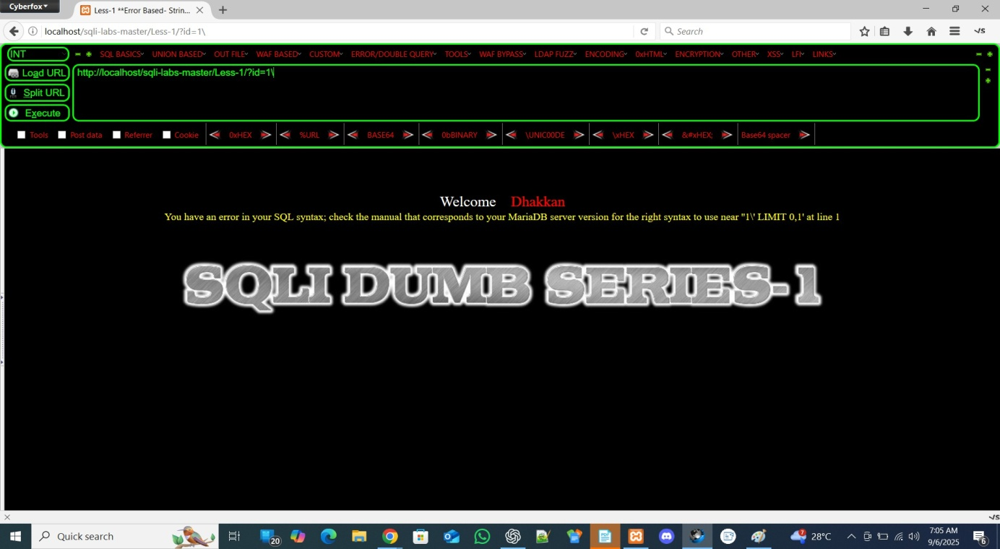 Cyberfox
Less-1 **Error Based- Strin...
localhost/sqli-labs-master/Less-1/?id=1\
Search
INT
SQL BASICS UNION BASED OUT FILE WAF BASED CUSTOM ERROR/DOUBLE QUERY TOOLS WAF BYPASS LDAP FUZZ ENCODING 0xHTML ENCRYPTION OTHER XSS LFI LINKS
Load URL
http://localhost/sqli-labs-master/Less-1/?id=1\
Split URL
Execute
Tools Post data Referrer Cookie 0xHEX %URL BASE64 0bBINARY \UNIC00DE \xHEX &#xHEX; Base64 spacer
Welcome Dhakkan
You have an error in your SQL syntax; check the manual that corresponds to your MariaDB server version for the right syntax to use near ''1\' LIMIT 0,1' at line 1
SQLI DUMB SERIES-1
Quick search
20
7
28°C
7:05 AM
9/6/2025
6